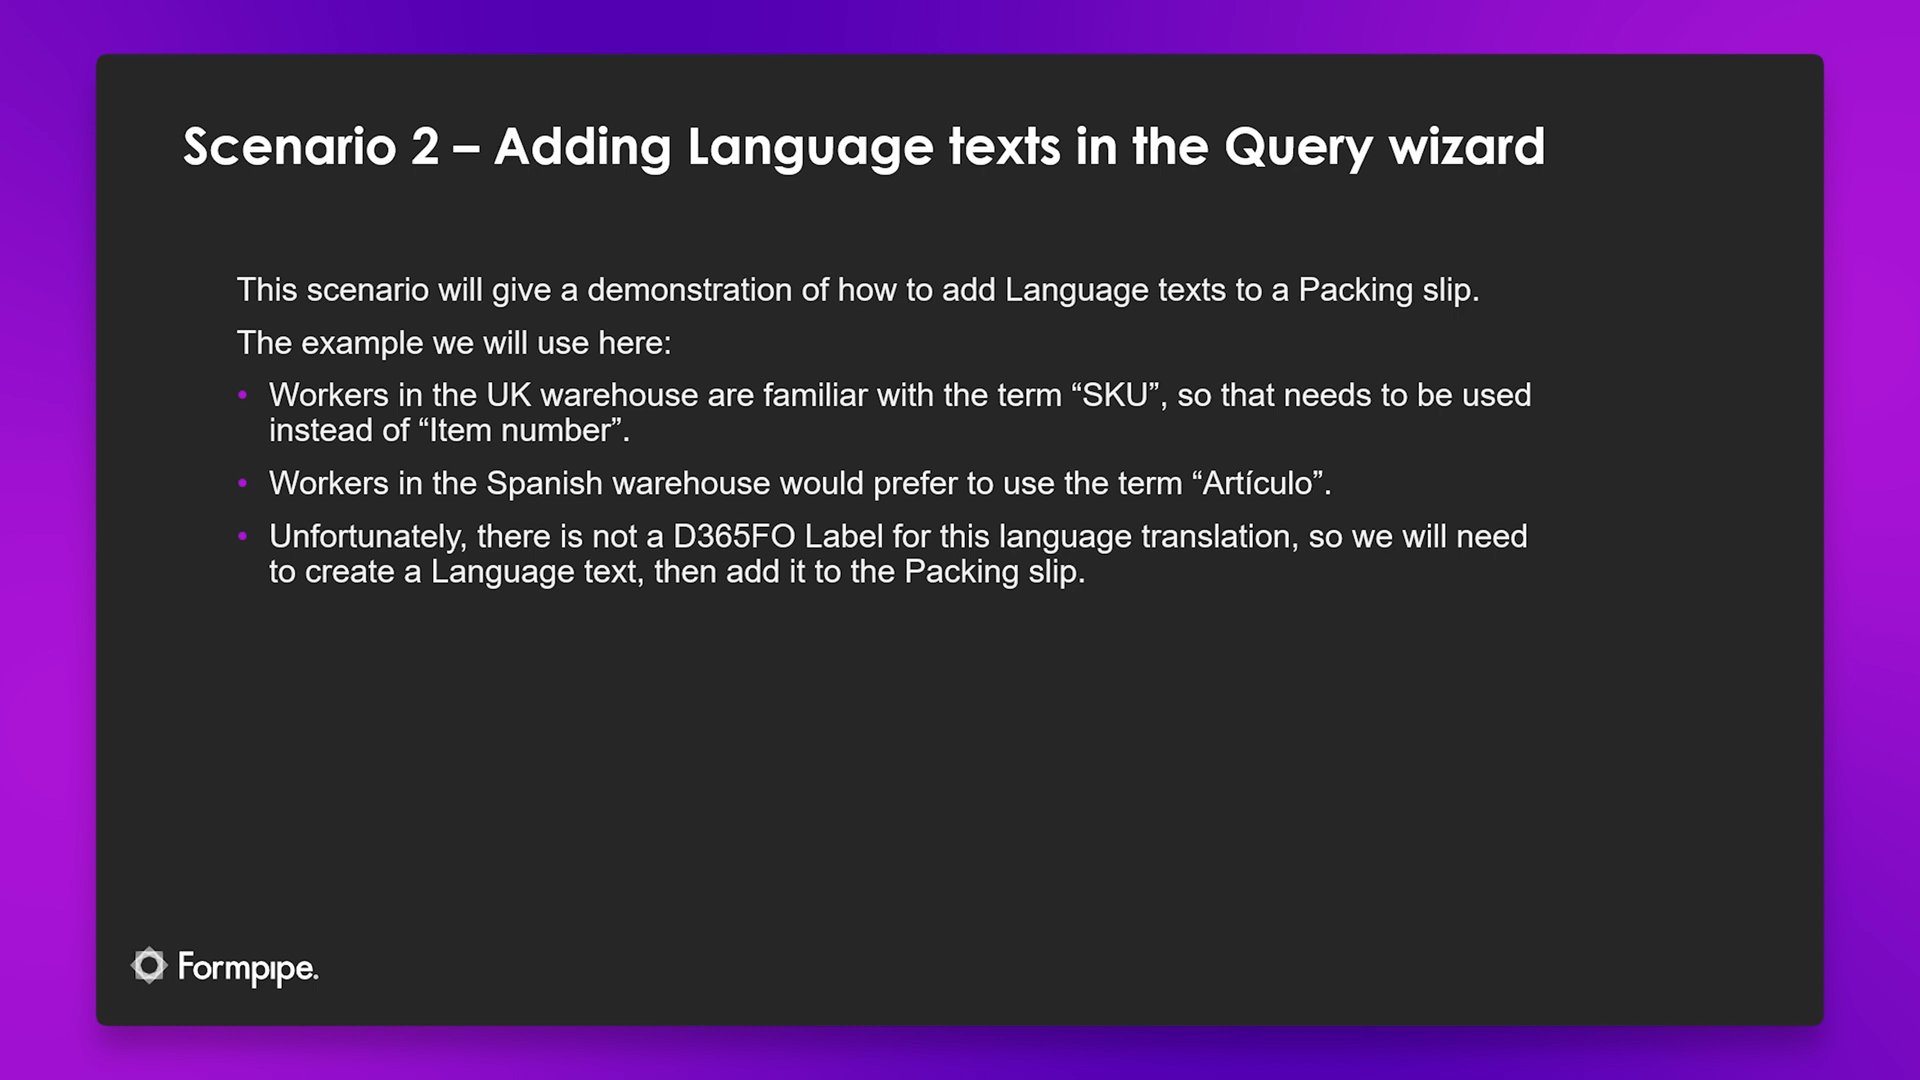 Scenario 2 – Adding Language texts in the Query wizard
This scenario will give a demonstration of how to add Language texts to a Packing slip.
The example we will use here:
• Workers in the UK warehouse are familiar with the term “SKU”, so that needs to be used
instead of “Item number”.
• Workers in the Spanish warehouse would prefer to use the term “Artículo”.
• Unfortunately, there is not a D365FO Label for this language translation, so we will need
to create a Language text, then add it to the Packing slip.
Formpipe.